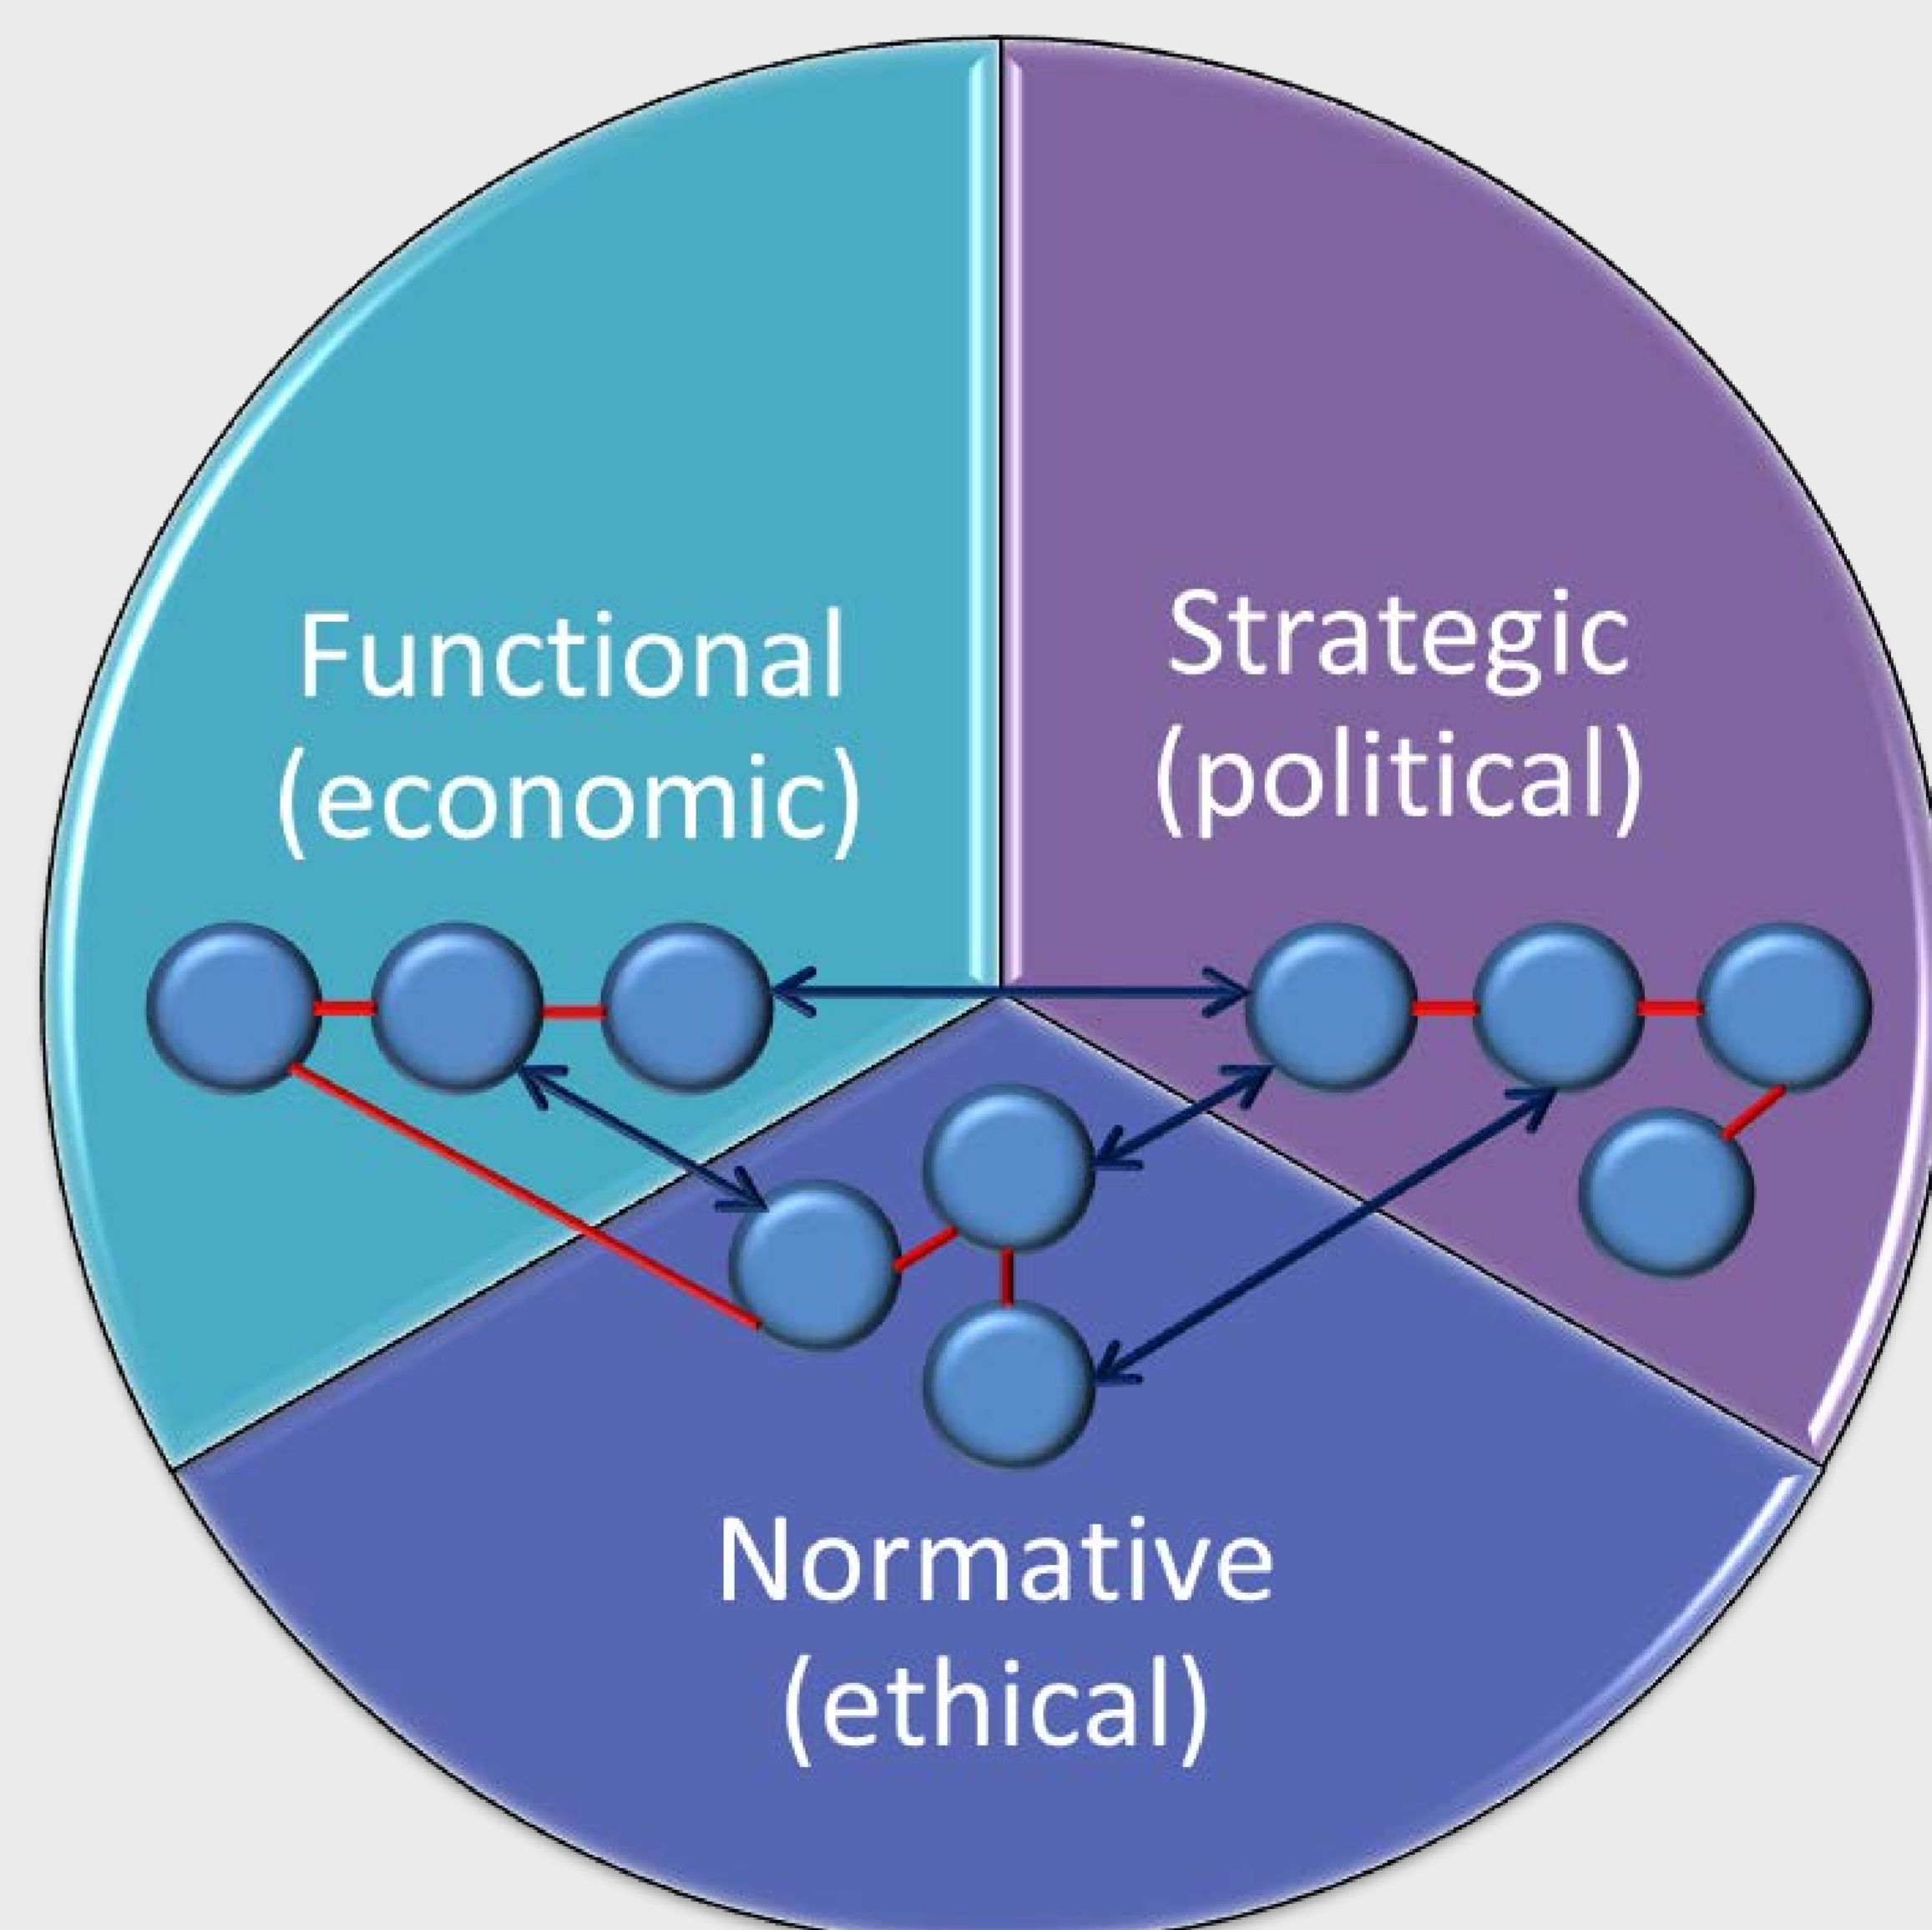 Functional
(economic)
Strategic
(political)
Normative
(ethical)